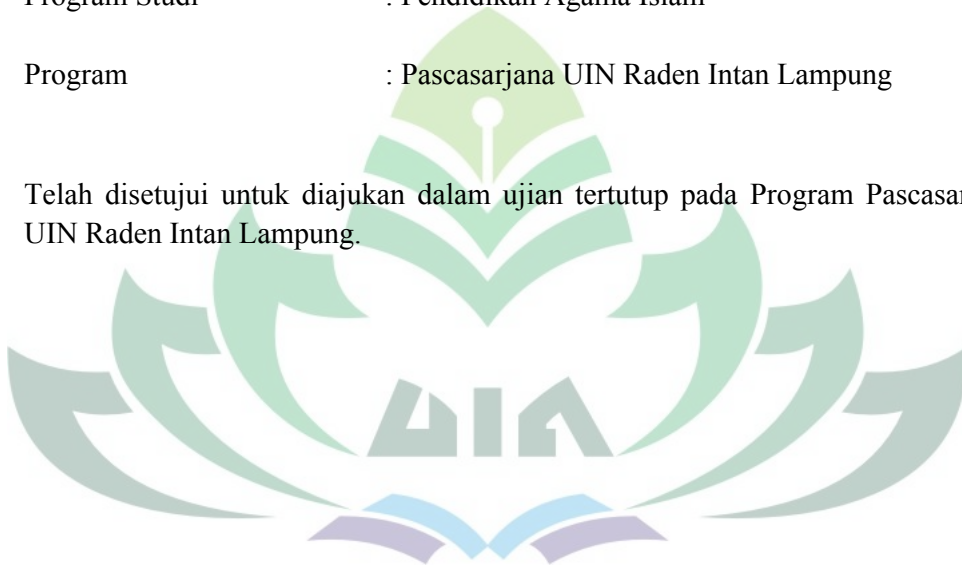 Program Studi : Pendidikan Agama Islam
Program : Pascasarjana UIN Raden Intan Lampung
Telah disetujui untuk diajukan dalam ujian tertutup pada Program Pascasar
UIN Raden Intan Lampung.
UIN